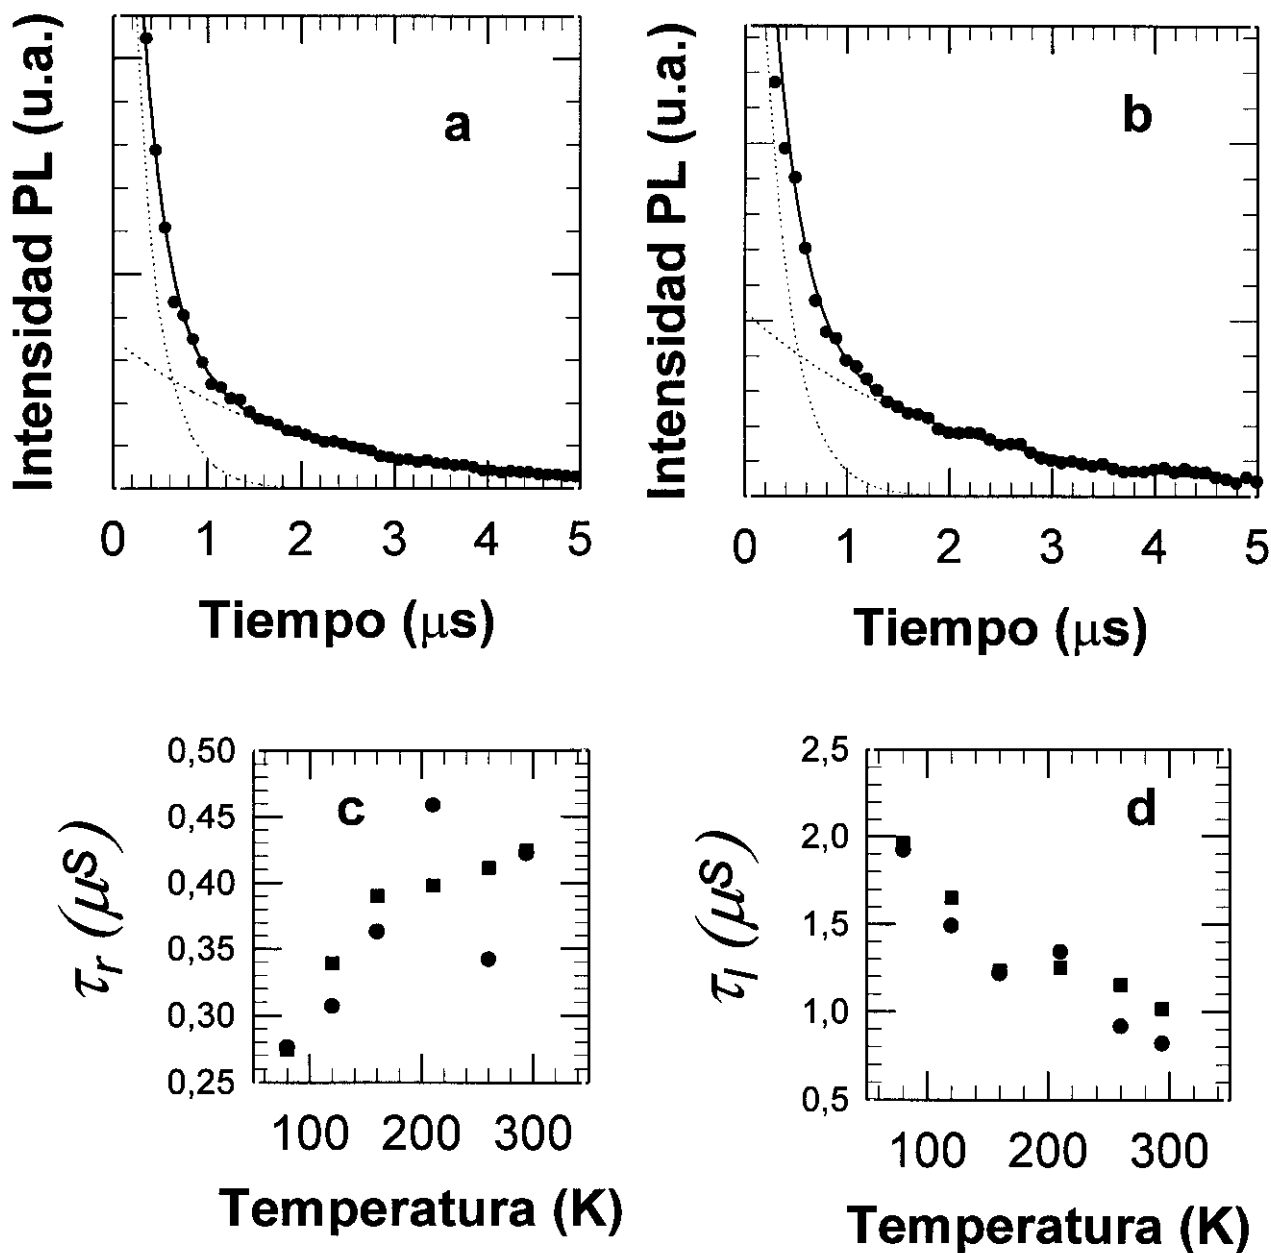 Intensidad PL (u.a.)
a
0 1 2 3 4 5
Tiempo (μs)
Intensidad PL (u.a.)
b
0 1 2 3 4 5
Tiempo (μs)
τr (μs)
0,50
0,45
0,40
0,35
0,30
0,25
c
100 200 300
Temperatura (K)
τl (μs)
2,5
2,0
1,5
1,0
0,5
d
100 200 300
Temperatura (K)